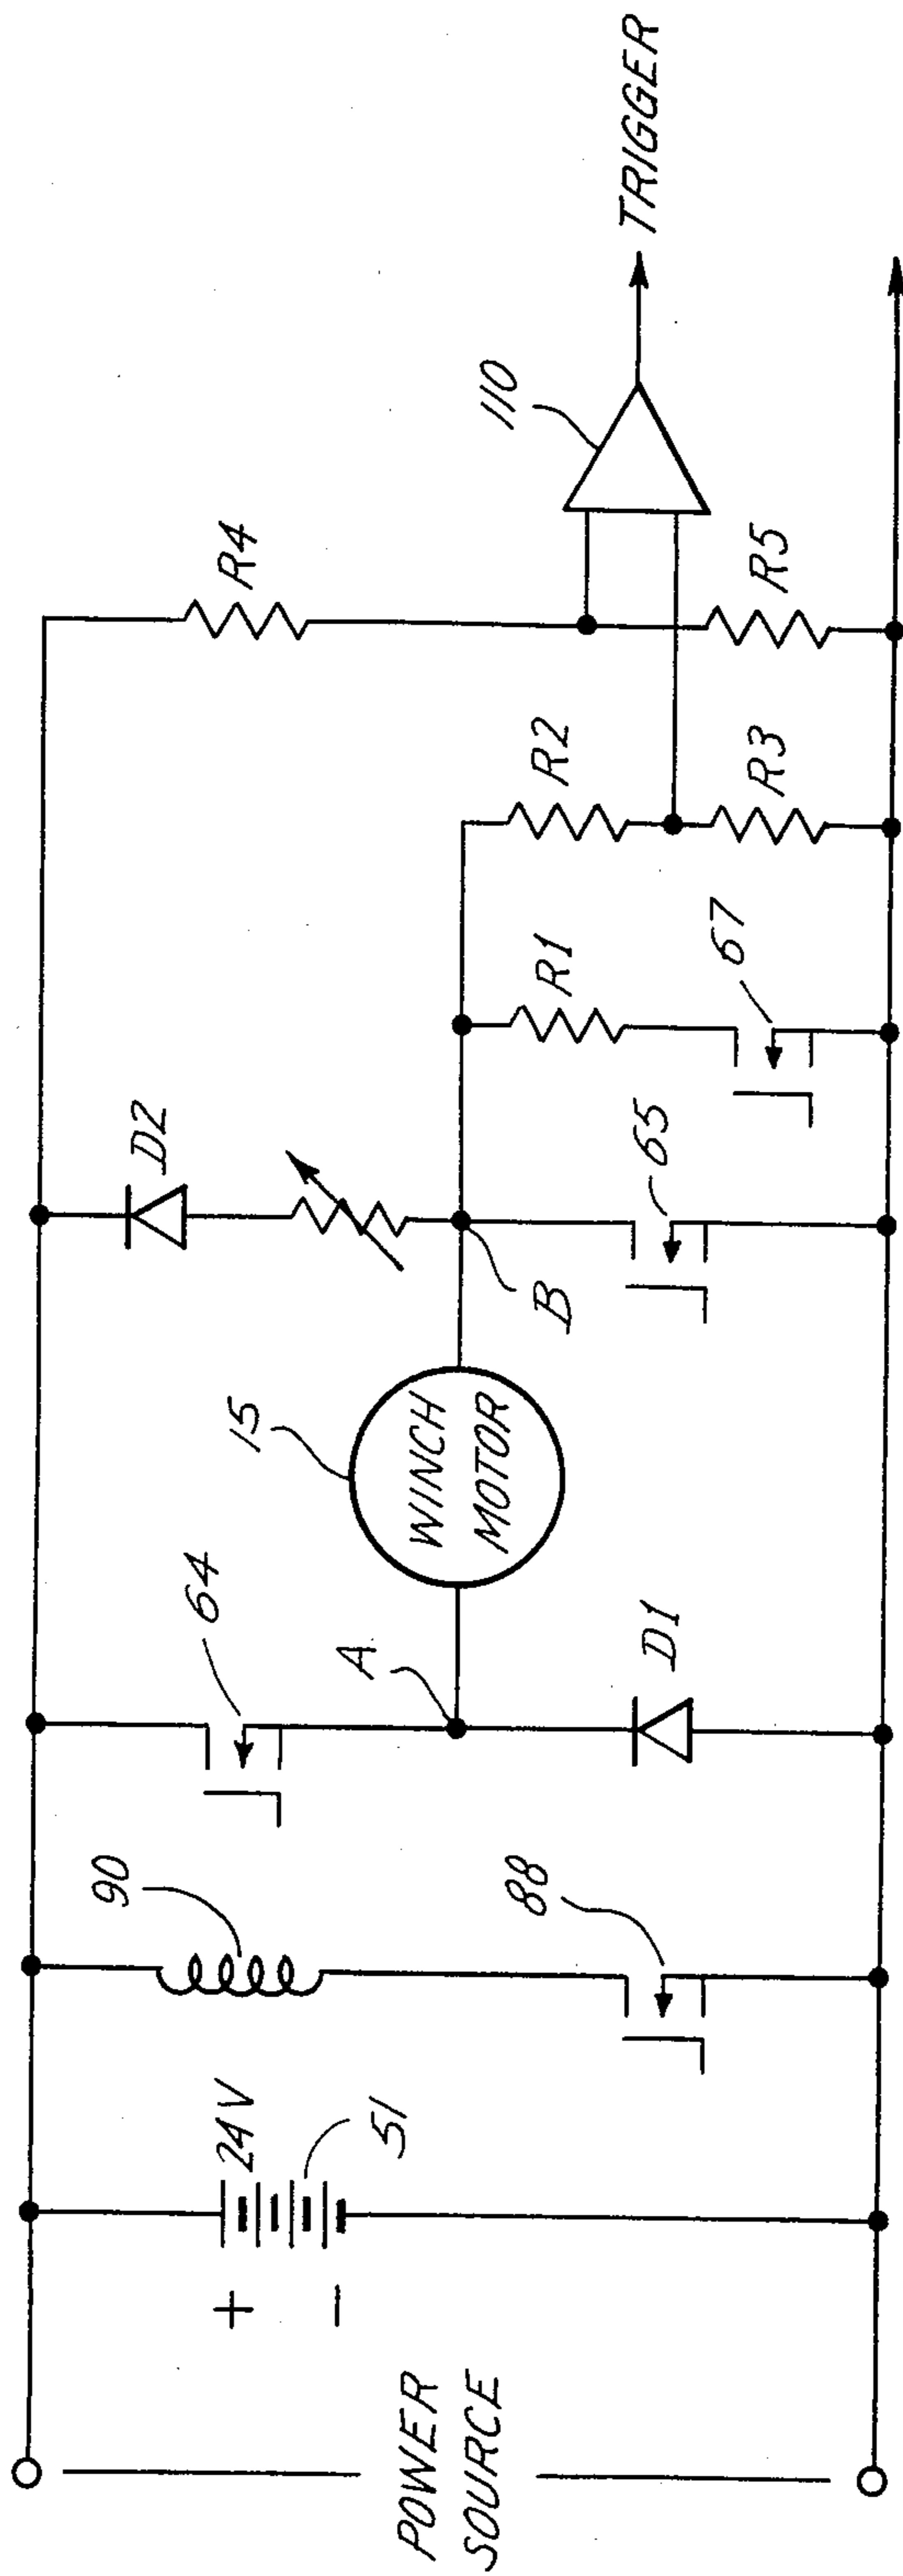 POWER
SOURCE
+
−
24V
51
90
88
64
A
D1
15
WINCH
MOTOR
B
D2
65
R1
67
R2
R3
R4
R5
110
TRIGGER